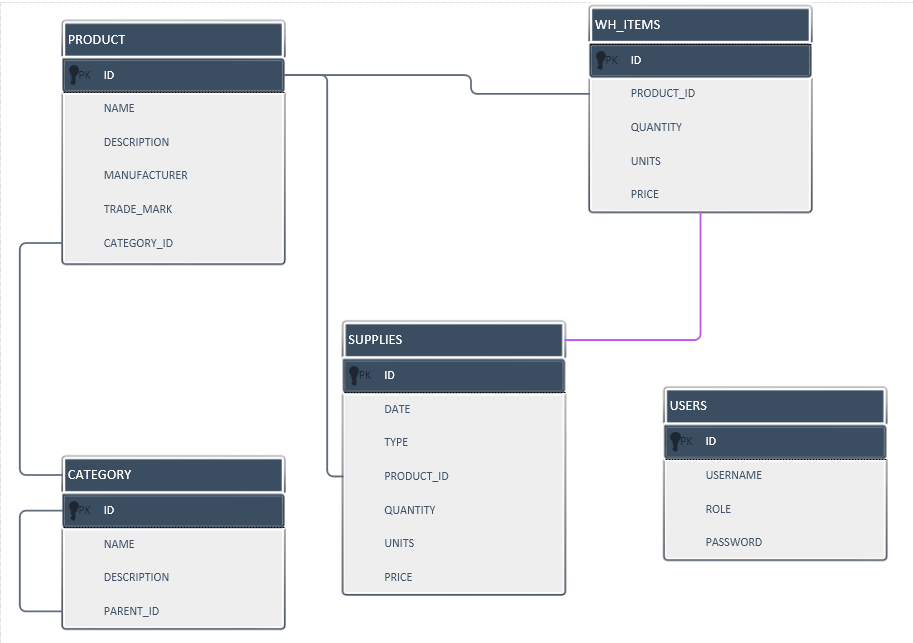 PRODUCT
PK ID
NAME
DESCRIPTION
MANUFACTURER
TRADE_MARK
CATEGORY_ID
WH_ITEMS
PK ID
PRODUCT_ID
QUANTITY
UNITS
PRICE
SUPPLIES
PK ID
DATE
TYPE
PRODUCT_ID
QUANTITY
UNITS
PRICE
USERS
PK ID
USERNAME
ROLE
PASSWORD
CATEGORY
PK ID
NAME
DESCRIPTION
PARENT_ID